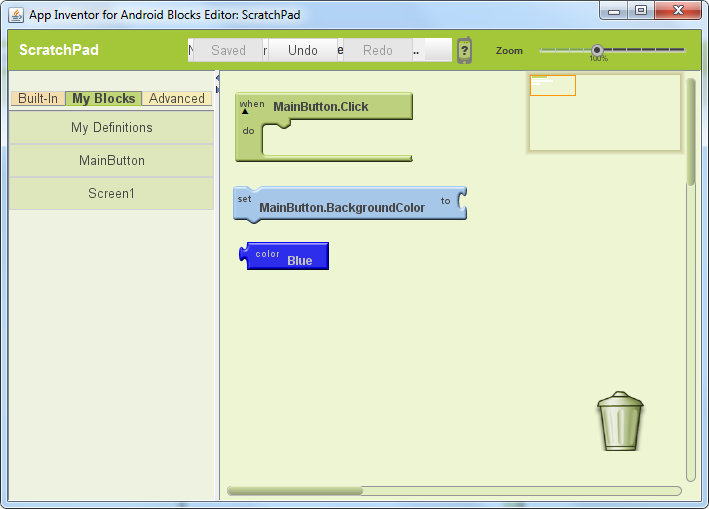 App Inventor for Android Blocks Editor: ScratchPad
ScratchPad
Saved Undo Redo Zoom
100%
Built-In My Blocks Advanced
My Definitions
MainButton
Screen1
when MainButton.Click
do
set MainButton.BackgroundColor to
color Blue